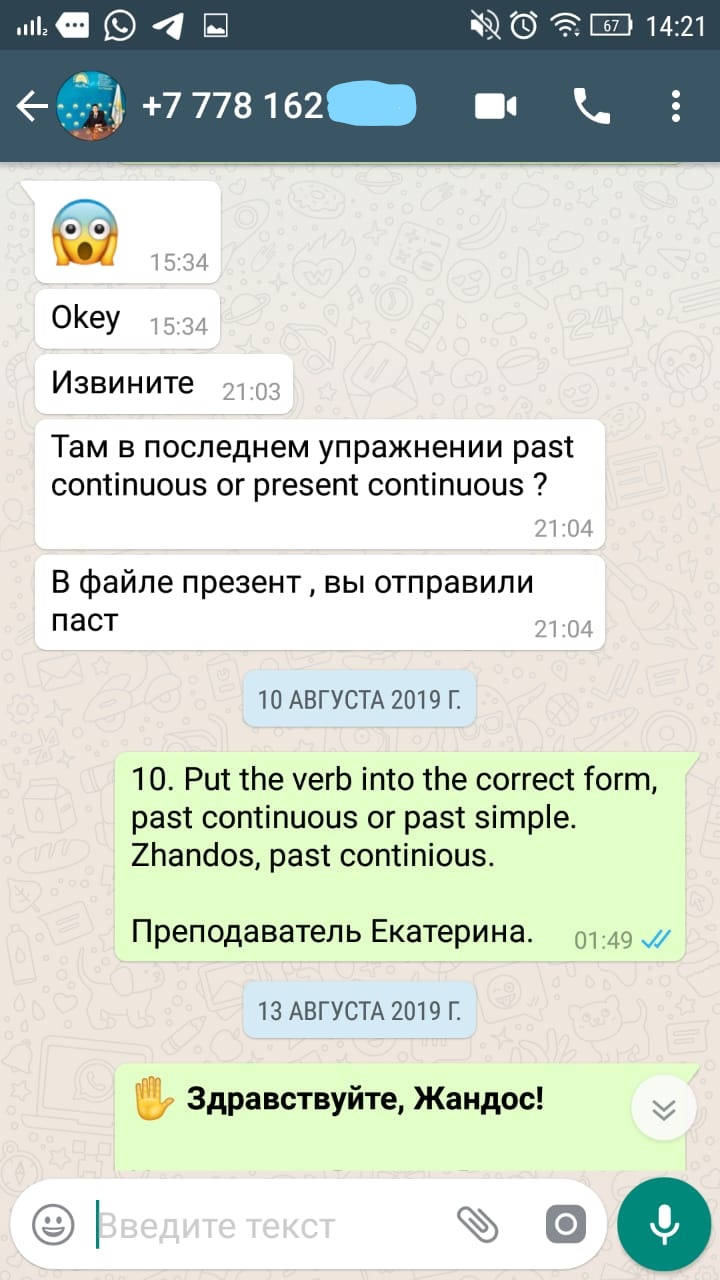 67 14:21
+7 778 162
15:34
Okey 15:34
Извините 21:03
Там в последнем упражнении past
continuous or present continuous ?
21:04
В файле презент , вы отправили
паст
21:04
10 АВГУСТА 2019 Г.
10. Put the verb into the correct form,
past continuous or past simple.
Zhandos, past continious.
Преподаватель Екатерина. 01:49
13 АВГУСТА 2019 Г.
Здравствуйте, Жандос!
Введите текст